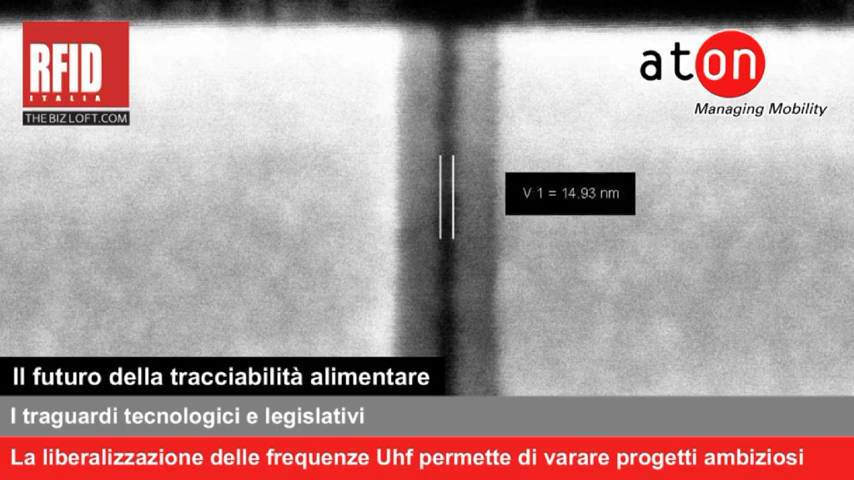 RFID
ITALIA
THEBIZLOFT.COM
aton
Managing Mobility
V 1 = 14.93 nm
Il futuro della tracciabilità alimentare
I traguardi tecnologici e legislativi
La liberalizzazione delle frequenze Uhf permette di varare progetti ambiziosi